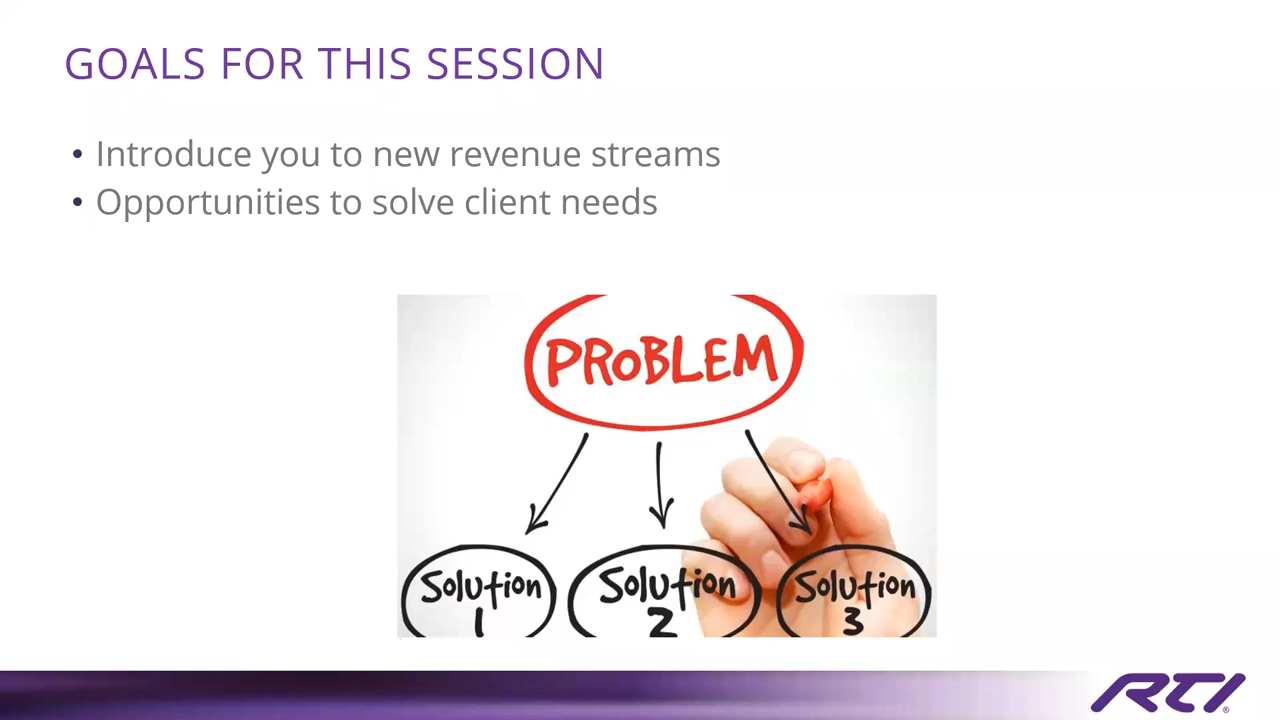 GOALS FOR THIS SESSION
• Introduce you to new revenue streams
• Opportunities to solve client needs
PROBLEM
Solution 1
Solution 2
Solution 3
RTI®